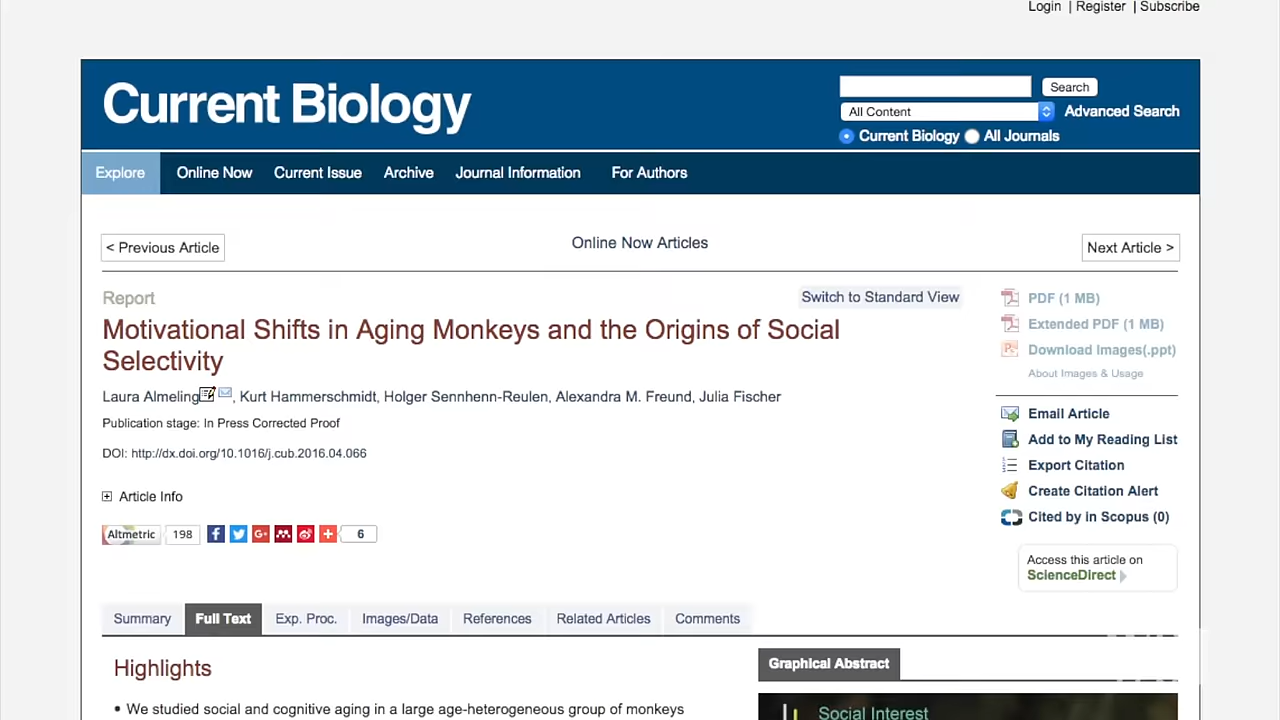 Login | Register | Subscribe
Current Biology
Search
All Content
Advanced Search
Current Biology All Journals
Explore Online Now Current Issue Archive Journal Information For Authors
< Previous Article
Online Now Articles
Next Article >
Report
Switch to Standard View
Motivational Shifts in Aging Monkeys and the Origins of Social
Selectivity
Laura Almeling, Kurt Hammerschmidt, Holger Sennhenn-Reulen, Alexandra M. Freund, Julia Fischer
Publication stage: In Press Corrected Proof
DOI: http://dx.doi.org/10.1016/j.cub.2016.04.066
Article Info
Altmetric 198 6
PDF (1 MB)
Extended PDF (1 MB)
Download Images(.ppt)
About Images & Usage
Email Article
Add to My Reading List
Export Citation
Create Citation Alert
Cited by in Scopus (0)
Access this article on
ScienceDirect
Summary Full Text Exp. Proc. Images/Data References Related Articles Comments
Highlights
• We studied social and cognitive aging in a large age-heterogeneous group of monkeys
Graphical Abstract
Social Interest